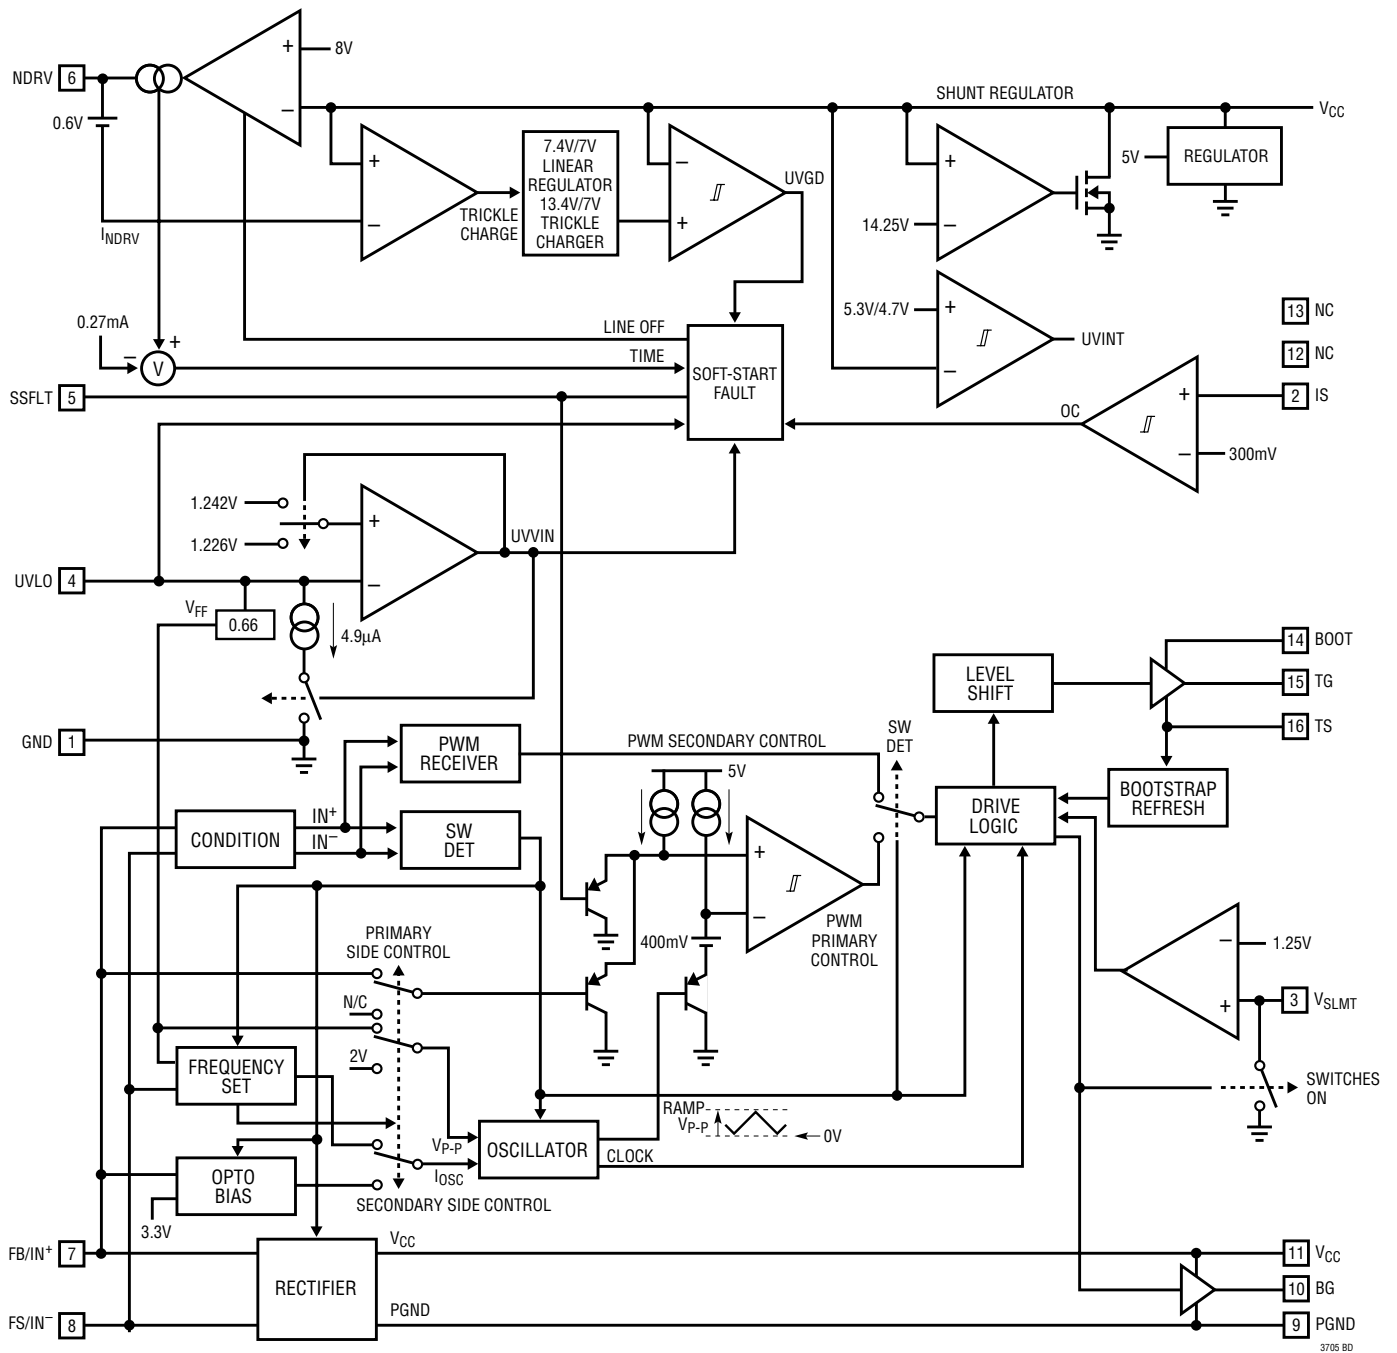 + 8V
NDRV 6
–
SHUNT REGULATOR
VCC
0.6V
7.4V/7V
LINEAR
REGULATOR
13.4V/7V
TRICKLE
CHARGER
+
–
TRICKLE
CHARGE
INDRV
–
+
UVGD
+
14.25V –
5V
REGULATOR
5.3V/4.7V +
–
UVINT
13 NC
12 NC
2 IS
0.27mA
– +
V
LINE OFF
TIME
SOFT-START
FAULT
SSFLT 5
OC
+
– 300mV
1.242V
1.226V
+
–
UVVIN
UVLO 4
VFF
0.66
4.9µA
14 BOOT
15 TG
16 TS
LEVEL
SHIFT
GND 1
PWM
RECEIVER
PWM SECONDARY CONTROL
SW
DET
5V
BOOTSTRAP
REFRESH
DRIVE
LOGIC
CONDITION
IN+
IN–
SW
DET
+
–
PWM
PRIMARY
CONTROL
400mV
PRIMARY
SIDE CONTROL
– 1.25V
+
3 VSLMT
N/C
2V
FREQUENCY
SET
SWITCHES
ON
RAMP
VP-P
0V
VP-P
IOSC
OSCILLATOR
CLOCK
OPTO
BIAS
3.3V
SECONDARY SIDE CONTROL
FB/IN+ 7
VCC
11 VCC
RECTIFIER
10 BG
FS/IN– 8
PGND
9 PGND
3705 BD